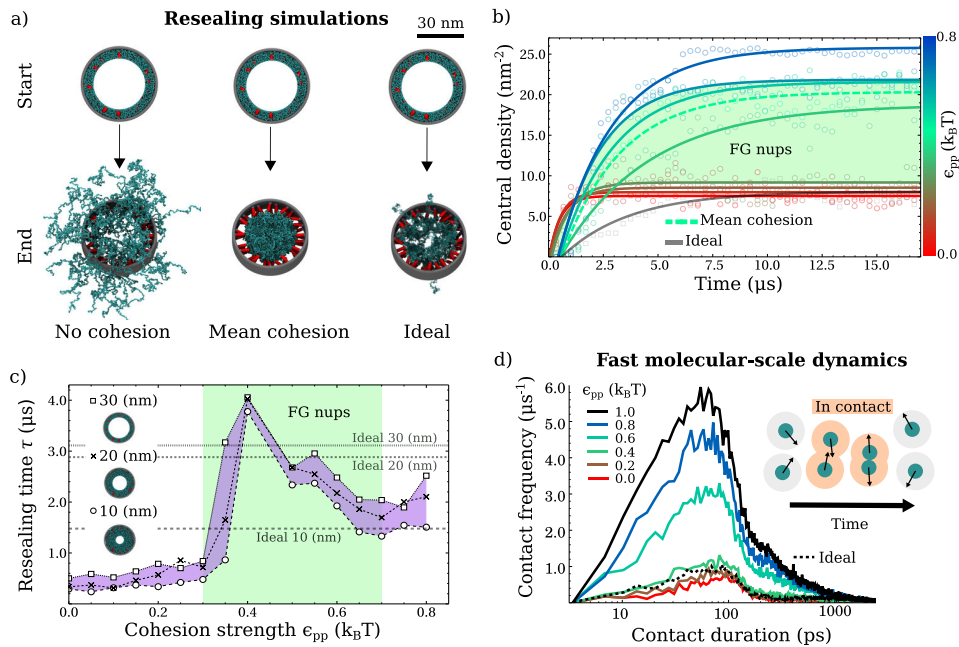 a)
Resealing simulations
30 nm
Start
End
No cohesion
Mean cohesion
Ideal
b)
Central density (nm⁻²)
25.0
20.0
15.0
10.0
5.0
0.0
2.5
5.0
7.5
10.0
12.5
15.0
Time (μs)
FG nups
Mean cohesion
Ideal
0.8
0.0
ϵpp (kBT)
c)
Resealing time τ (μs)
4.0
3.0
2.0
1.0
0.0
0.2
0.4
0.6
0.8
Cohesion strength ϵpp (kBT)
30 (nm)
20 (nm)
10 (nm)
FG nups
Ideal 30 (nm)
Ideal 20 (nm)
Ideal 10 (nm)
d)
Fast molecular-scale dynamics
Contact frequency (μs⁻¹)
6.0
5.0
4.0
3.0
2.0
1.0
10
100
1000
Contact duration (ps)
ϵpp (kBT)
1.0
0.8
0.6
0.4
0.2
0.0
In contact
Time
Ideal